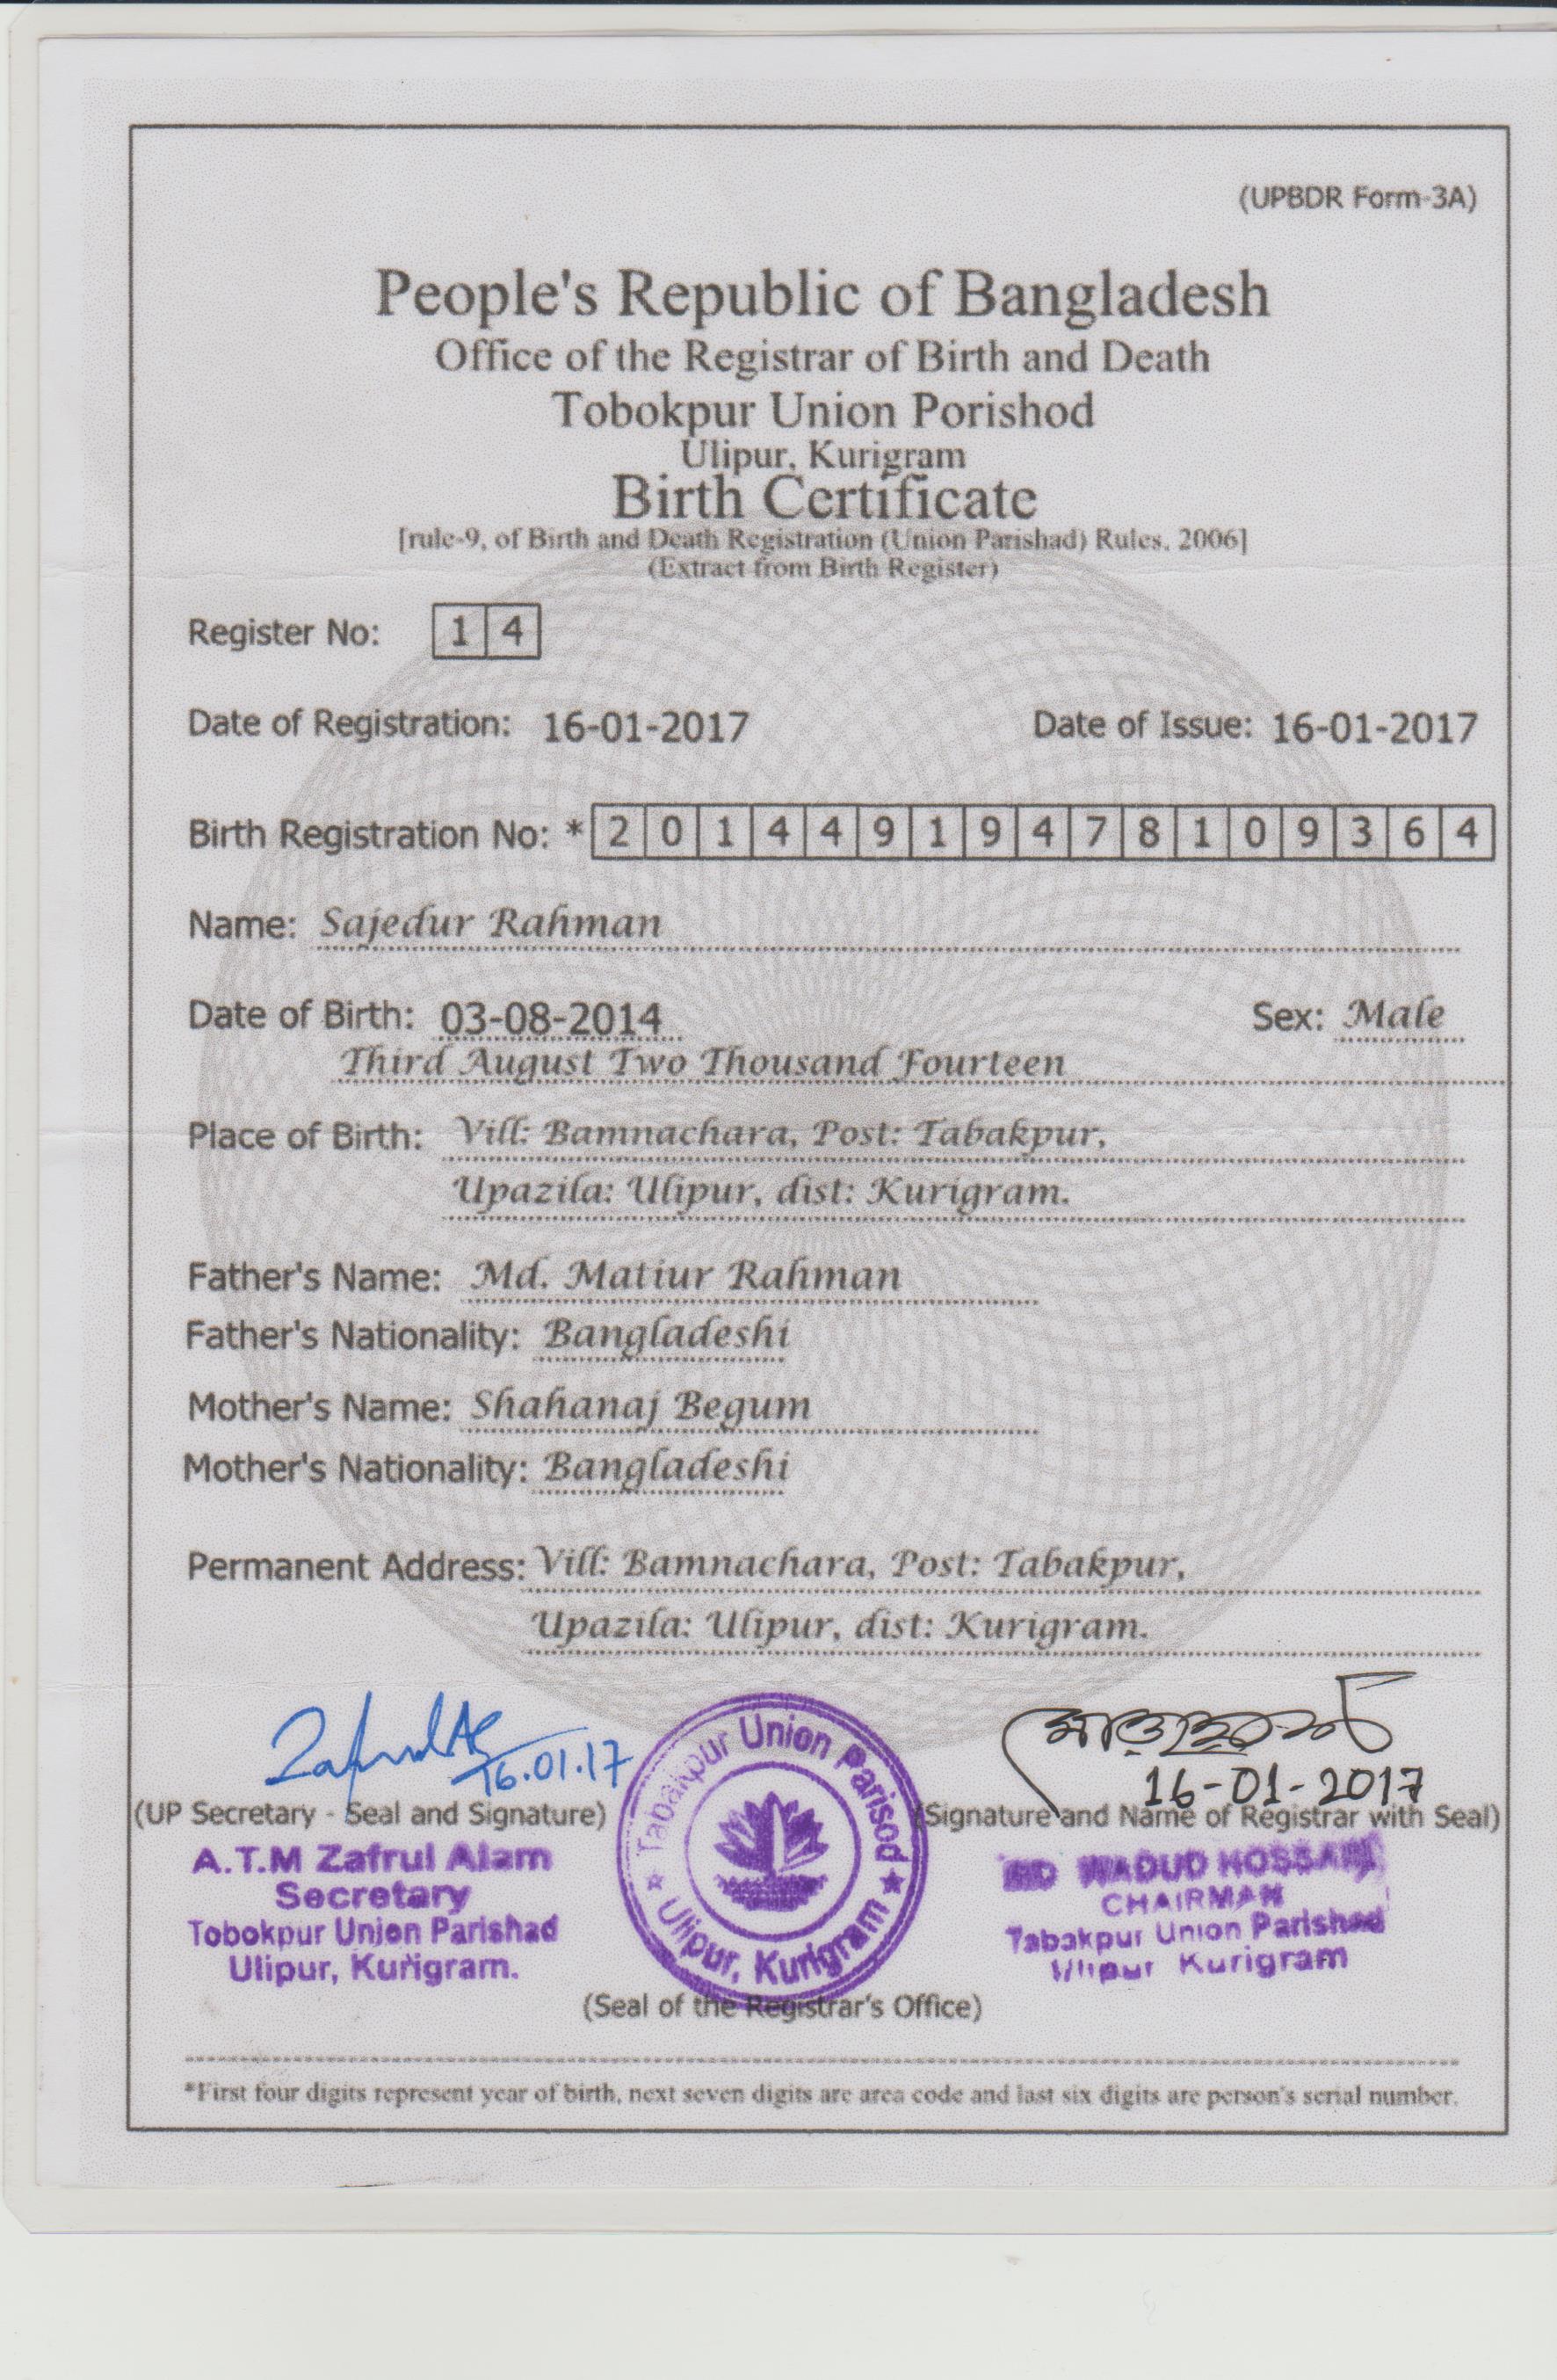 (UPBDR Form-3A)
People's Republic of Bangladesh
Office of the Registrar of Birth and Death
Tobokpur Union Porishod
Ulipur, Kurigram
Birth Certificate
[rule-9, of Birth and Death Registration (Union Parishad) Rules, 2006]
(Extract from Birth Register)
Register No: 1 4
Date of Registration: 16-01-2017 Date of Issue: 16-01-2017
Birth Registration No: * 2 0 1 4 4 9 1 9 4 7 8 1 0 9 3 6 4
Name: Sajedur Rahman
Date of Birth: 03-08-2014 Sex: Male
Third August Two Thousand Fourteen
Place of Birth: Vill: Bamnachara, Post: Tabakpur,
Upazila: Ulipur, dist: Kurigram.
Father's Name: Md. Matiur Rahman
Father's Nationality: Bangladeshi
Mother's Name: Shahanaj Begum
Mother's Nationality: Bangladeshi
Permanent Address: Vill: Bamnachara, Post: Tabakpur,
Upazila: Ulipur, dist: Kurigram.
16.01.17
16-01-2017
(UP Secretary - Seal and Signature)
(Signature and Name of Registrar with Seal)
A.T.M Zafrul Alam
Secretary
Tobokpur Union Parishad
Ulipur, Kurigram.
Tabakpur Union Parisod
★ Ulipur, Kurigram ★
MD WADUD HOSSAIN
CHAIRMAN
Tabakpur Union Parishad
Ulipur Kurigram
(Seal of the Registrar's Office)
*First four digits represent year of birth, next seven digits are area code and last six digits are person's serial number.